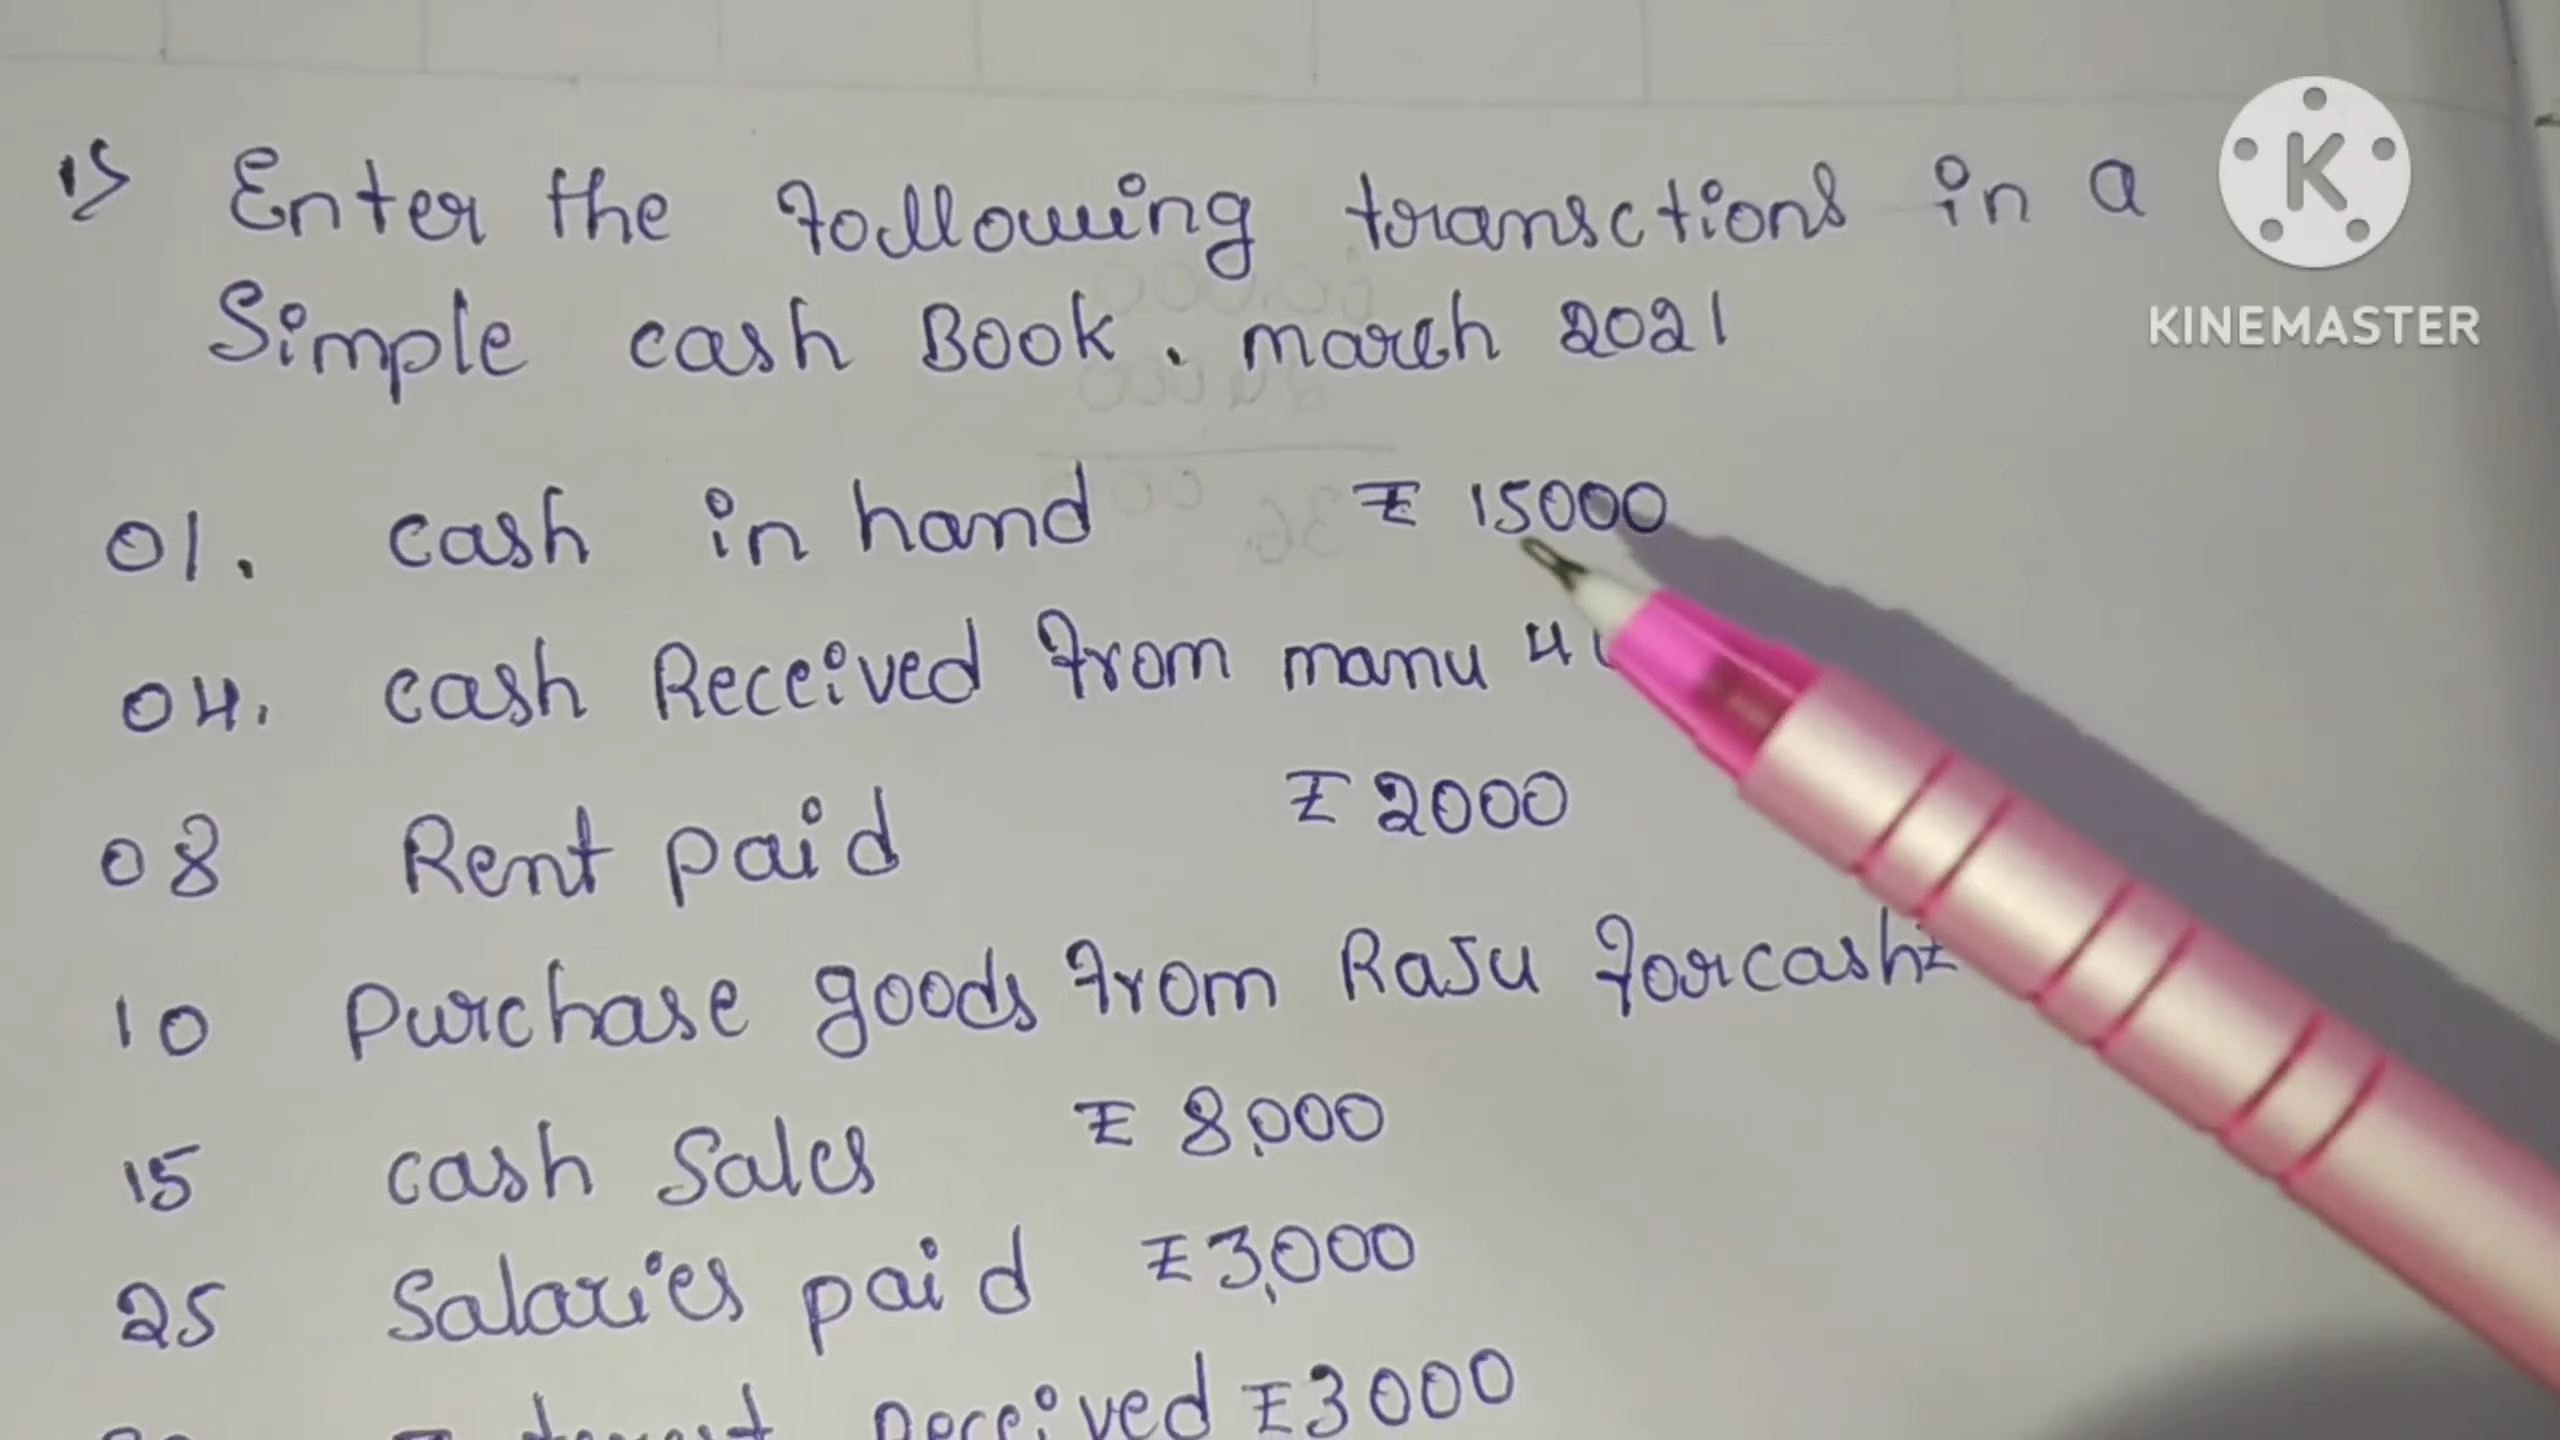 1) Enter the following transctions in a
Simple cash Book. march 2021
01. cash in hand ₹ 15000
04. cash Received from manu
08 Rent paid ₹ 2000
10 Purchase goods from Raju for cash ₹
15 cash Sales ₹ 8,000
25 Salaries paid ₹ 3,000
Received ₹ 3000
KINEMASTER